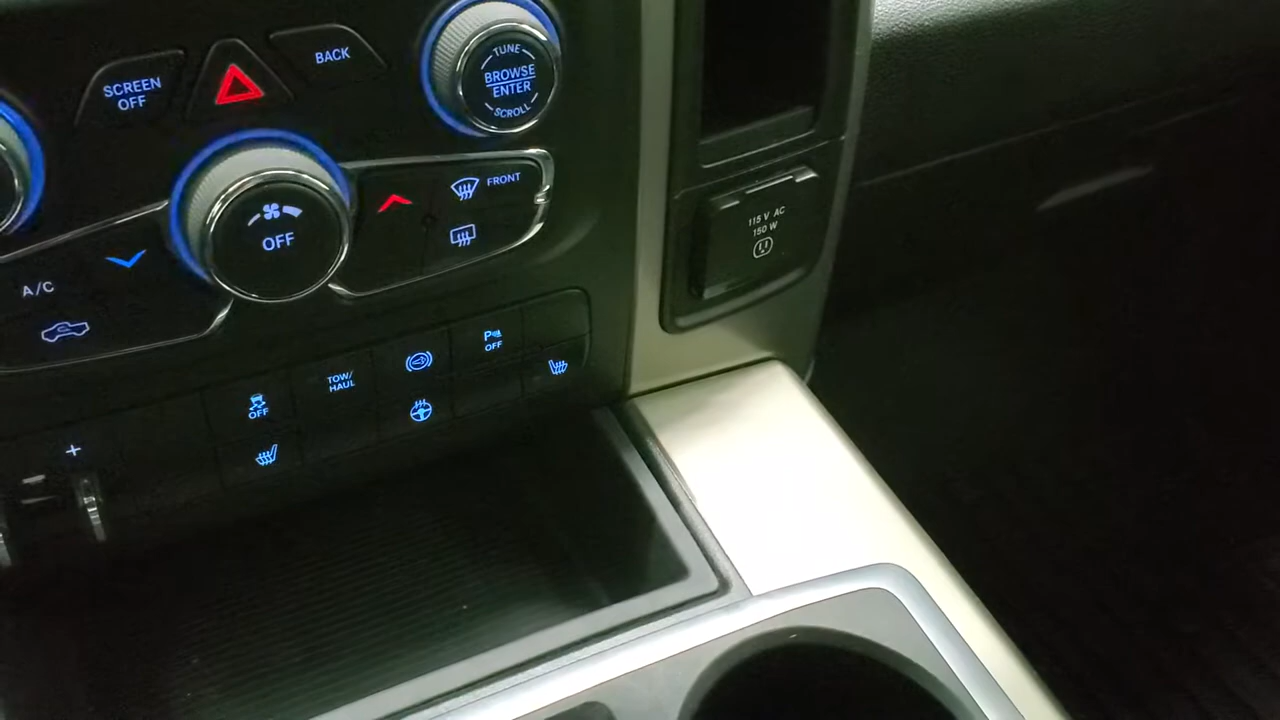 SCREEN
OFF
BACK
TUNE
BROWSE
ENTER
SCROLL
OFF
FRONT
A/C
115 V AC
150 W
P
OFF
TOW/
HAUL
OFF
+